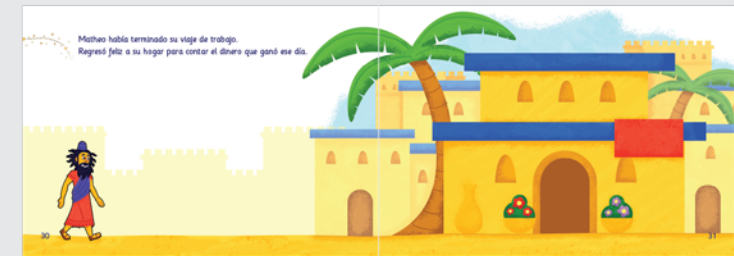 Matheo había terminado su viaje de trabajo.
Regresó feliz a su hogar para contar el dinero que ganó ese día.
30
31